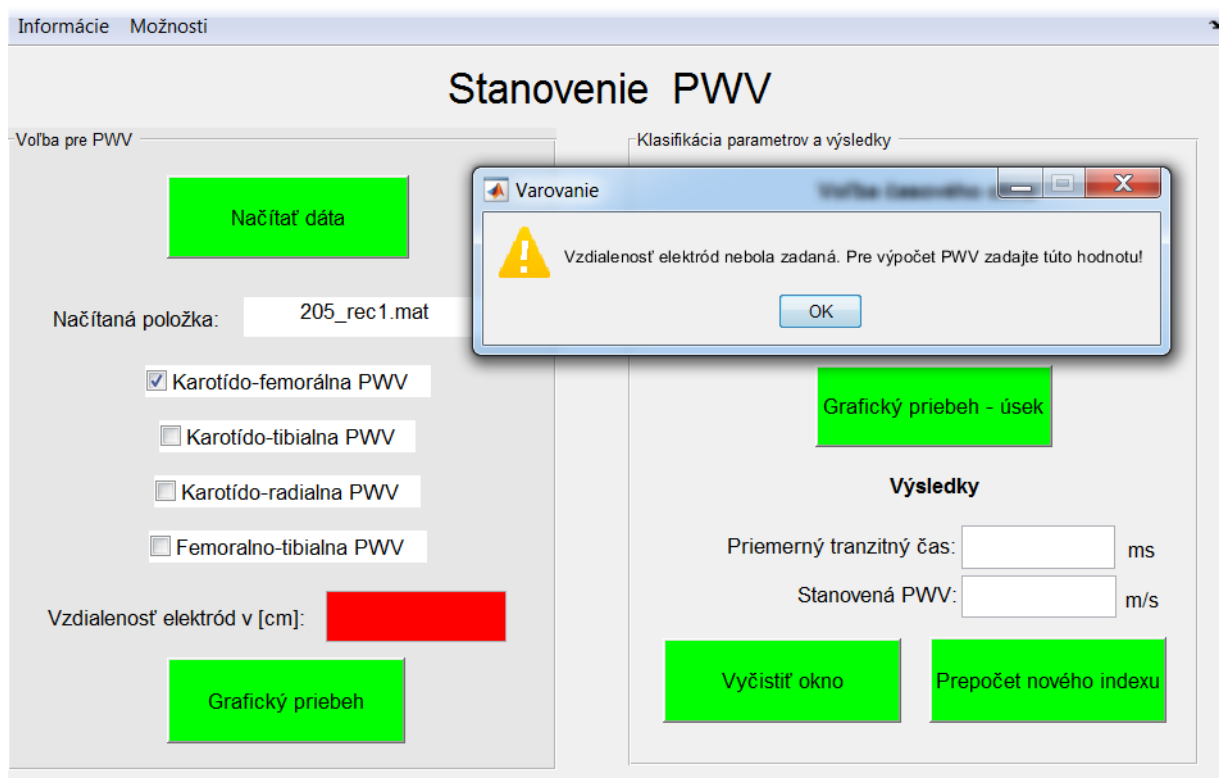 Informácie Možnosti
Stanovenie PWV
Voľba pre PWV
Načítať dáta
Načítaná položka: 205_rec1.mat
Karotído-femorálna PWV
Karotído-tibialna PWV
Karotído-radialna PWV
Femoralno-tibialna PWV
Vzdialenosť elektród v [cm]:
Grafický priebeh
Klasifikácia parametrov a výsledky
Varovanie
Vzdialenosť elektród nebola zadaná. Pre výpočet PWV zadajte túto hodnotu!
OK
Grafický priebeh - úsek
Výsledky
Priemerný tranzitný čas: ms
Stanovená PWV: m/s
Vyčistiť okno
Prepočet nového indexu